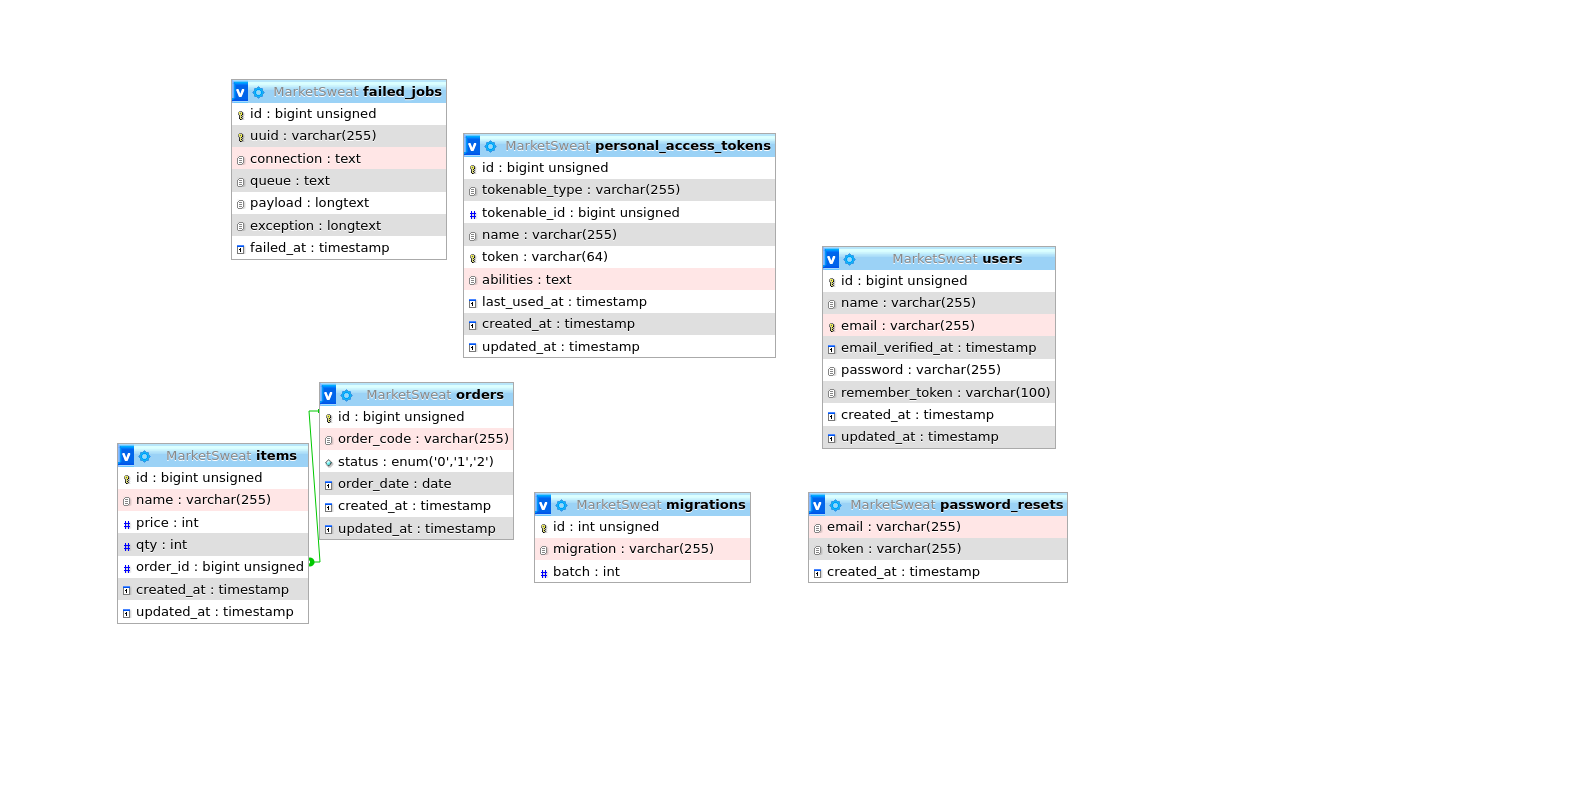 MarketSweat failed_jobs
id : bigint unsigned
uuid : varchar(255)
connection : text
queue : text
payload : longtext
exception : longtext
failed_at : timestamp
MarketSweat personal_access_tokens
id : bigint unsigned
tokenable_type : varchar(255)
tokenable_id : bigint unsigned
name : varchar(255)
token : varchar(64)
abilities : text
last_used_at : timestamp
created_at : timestamp
updated_at : timestamp
MarketSweat users
id : bigint unsigned
name : varchar(255)
email : varchar(255)
email_verified_at : timestamp
password : varchar(255)
remember_token : varchar(100)
created_at : timestamp
updated_at : timestamp
MarketSweat orders
id : bigint unsigned
order_code : varchar(255)
status : enum('0','1','2')
order_date : date
created_at : timestamp
updated_at : timestamp
MarketSweat items
id : bigint unsigned
name : varchar(255)
price : int
qty : int
order_id : bigint unsigned
created_at : timestamp
updated_at : timestamp
MarketSweat migrations
id : int unsigned
migration : varchar(255)
batch : int
MarketSweat password_resets
email : varchar(255)
token : varchar(255)
created_at : timestamp